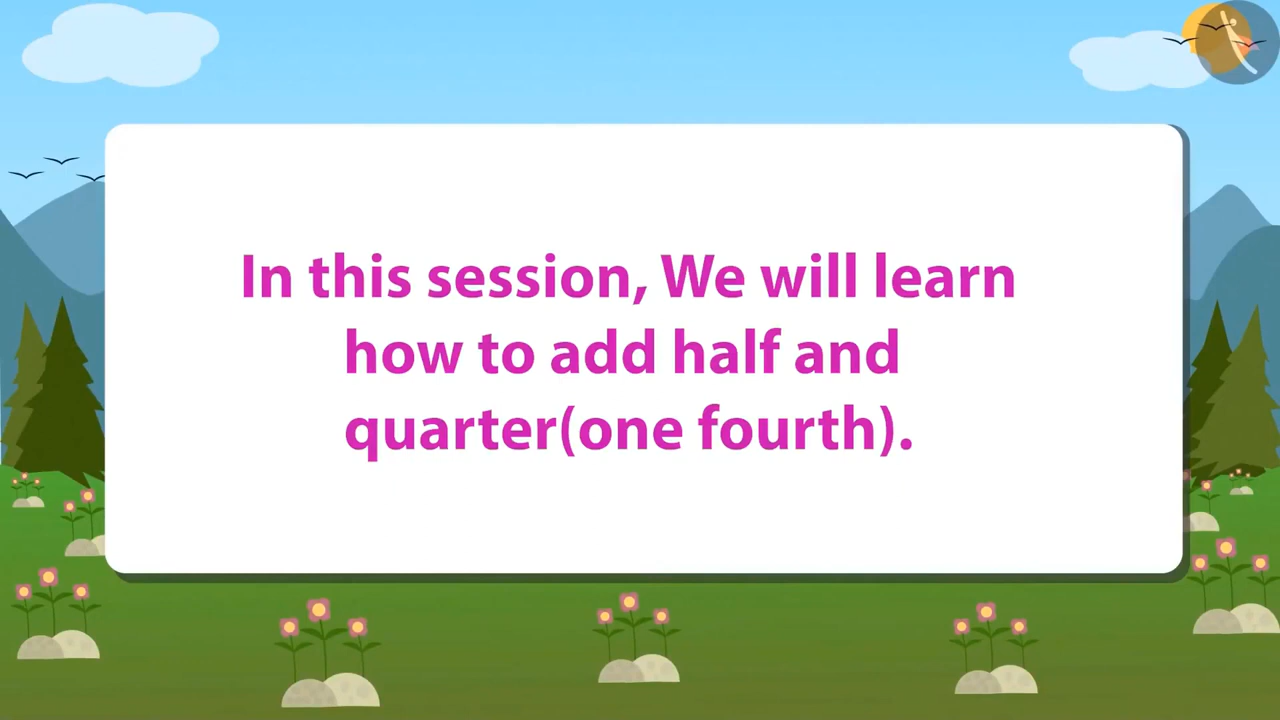 In this session, We will learn
how to add half and
quarter(one fourth).